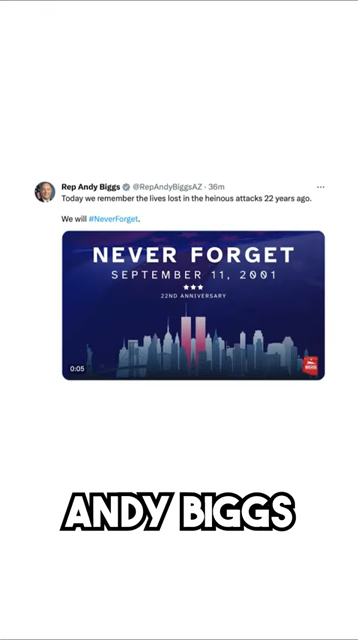 Rep Andy Biggs @RepAndyBiggsAZ · 36m
Today we remember the lives lost in the heinous attacks 22 years ago.
We will #NeverForget.
NEVER FORGET
SEPTEMBER 11, 2001
22ND ANNIVERSARY
0:05
ANDY BIGGS